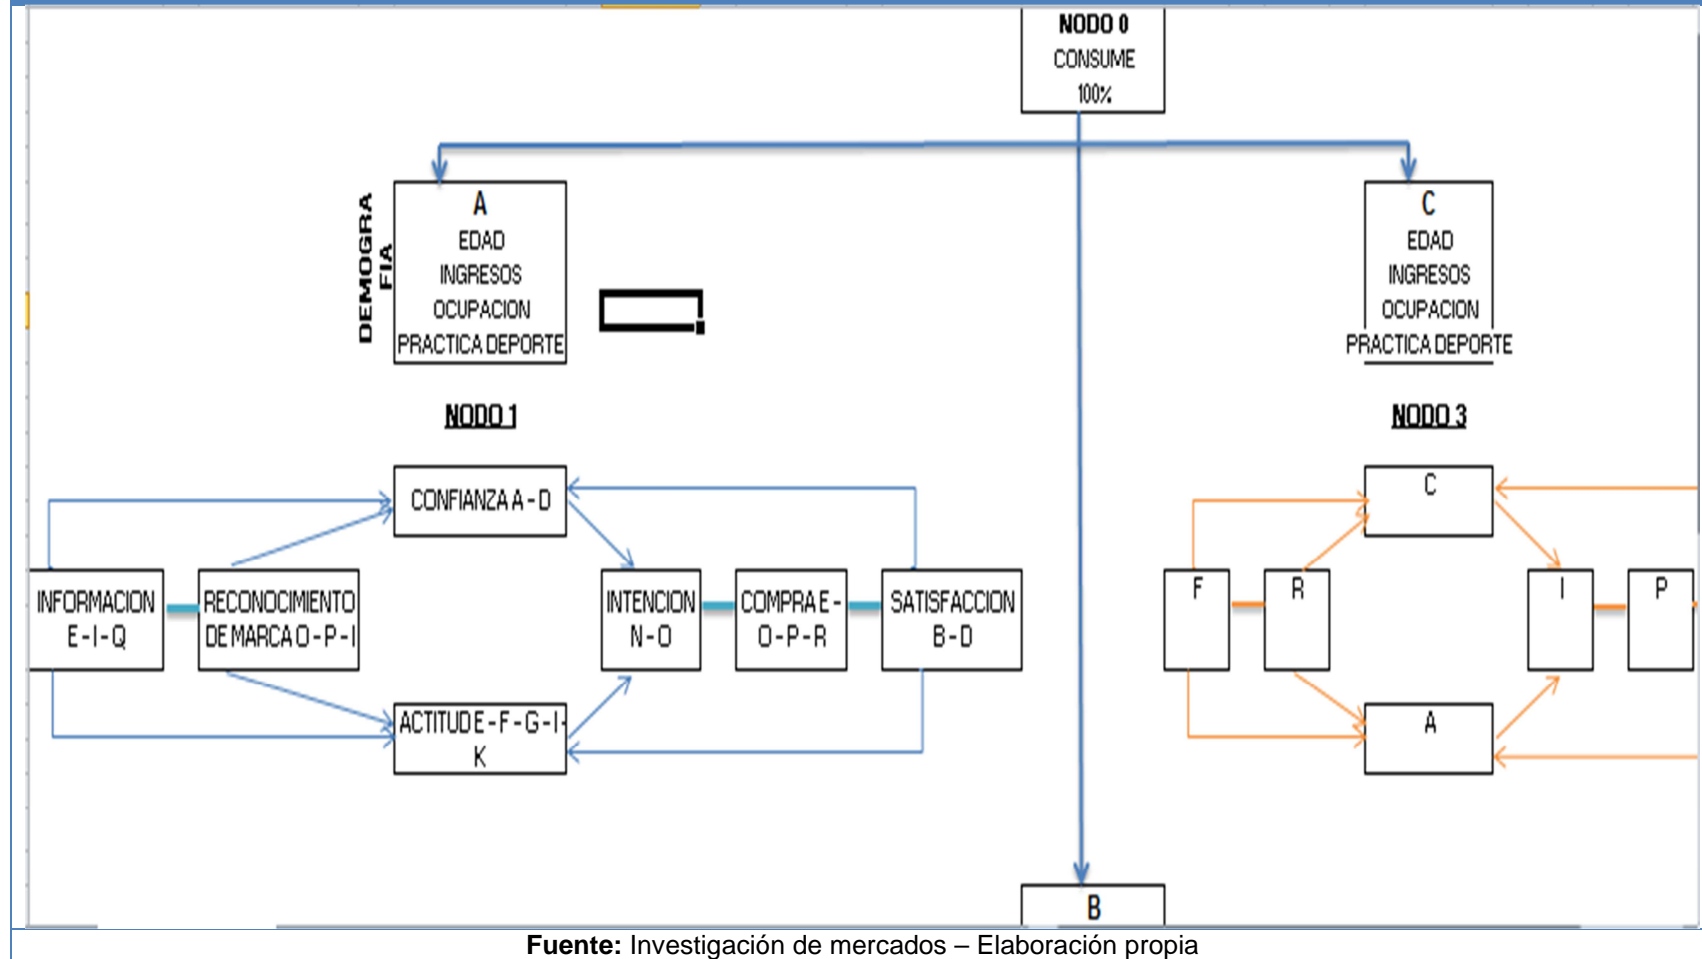 NODO 0
CONSUME
100%
DEMOGRA
FIA
A
EDAD
INGRESOS
OCUPACION
PRACTICA DEPORTE
C
EDAD
INGRESOS
OCUPACION
PRACTICA DEPORTE
NODO 1
NODO 3
CONFIANZA A - D
INFORMACION
E - I - Q
RECONOCIMIENTO
DE MARCA O - P - I
INTENCION
N - O
COMPRA E -
O - P - R
SATISFACCION
B - D
ACTITUD E - F - G - I -
K
C
F
R
I
P
A
B
Fuente: Investigación de mercados – Elaboración propia